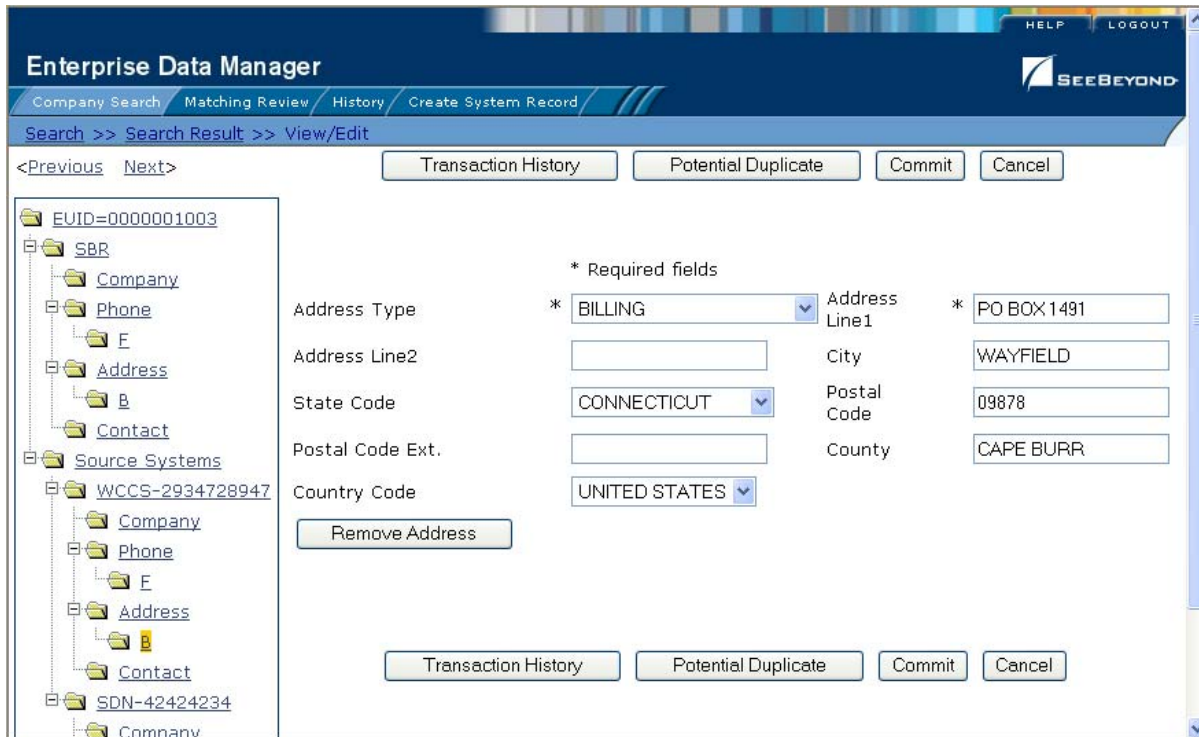 HELP LOGOUT
Enterprise Data Manager
SEEBEYOND
Company Search Matching Review History Create System Record
Search >> Search Result >> View/Edit
<Previous Next>
Transaction History Potential Duplicate Commit Cancel
EUID=0000001003
SBR
Company
Phone
F
Address
B
Contact
Source Systems
WCCS-2934728947
Company
Phone
F
Address
B
Contact
SDN-42424234
Company
* Required fields
Address Type * BILLING Address Line1 * PO BOX 1491
Address Line2 City WAYFIELD
State Code CONNECTICUT Postal Code 09878
Postal Code Ext. County CAPE BURR
Country Code UNITED STATES
Remove Address
Transaction History Potential Duplicate Commit Cancel